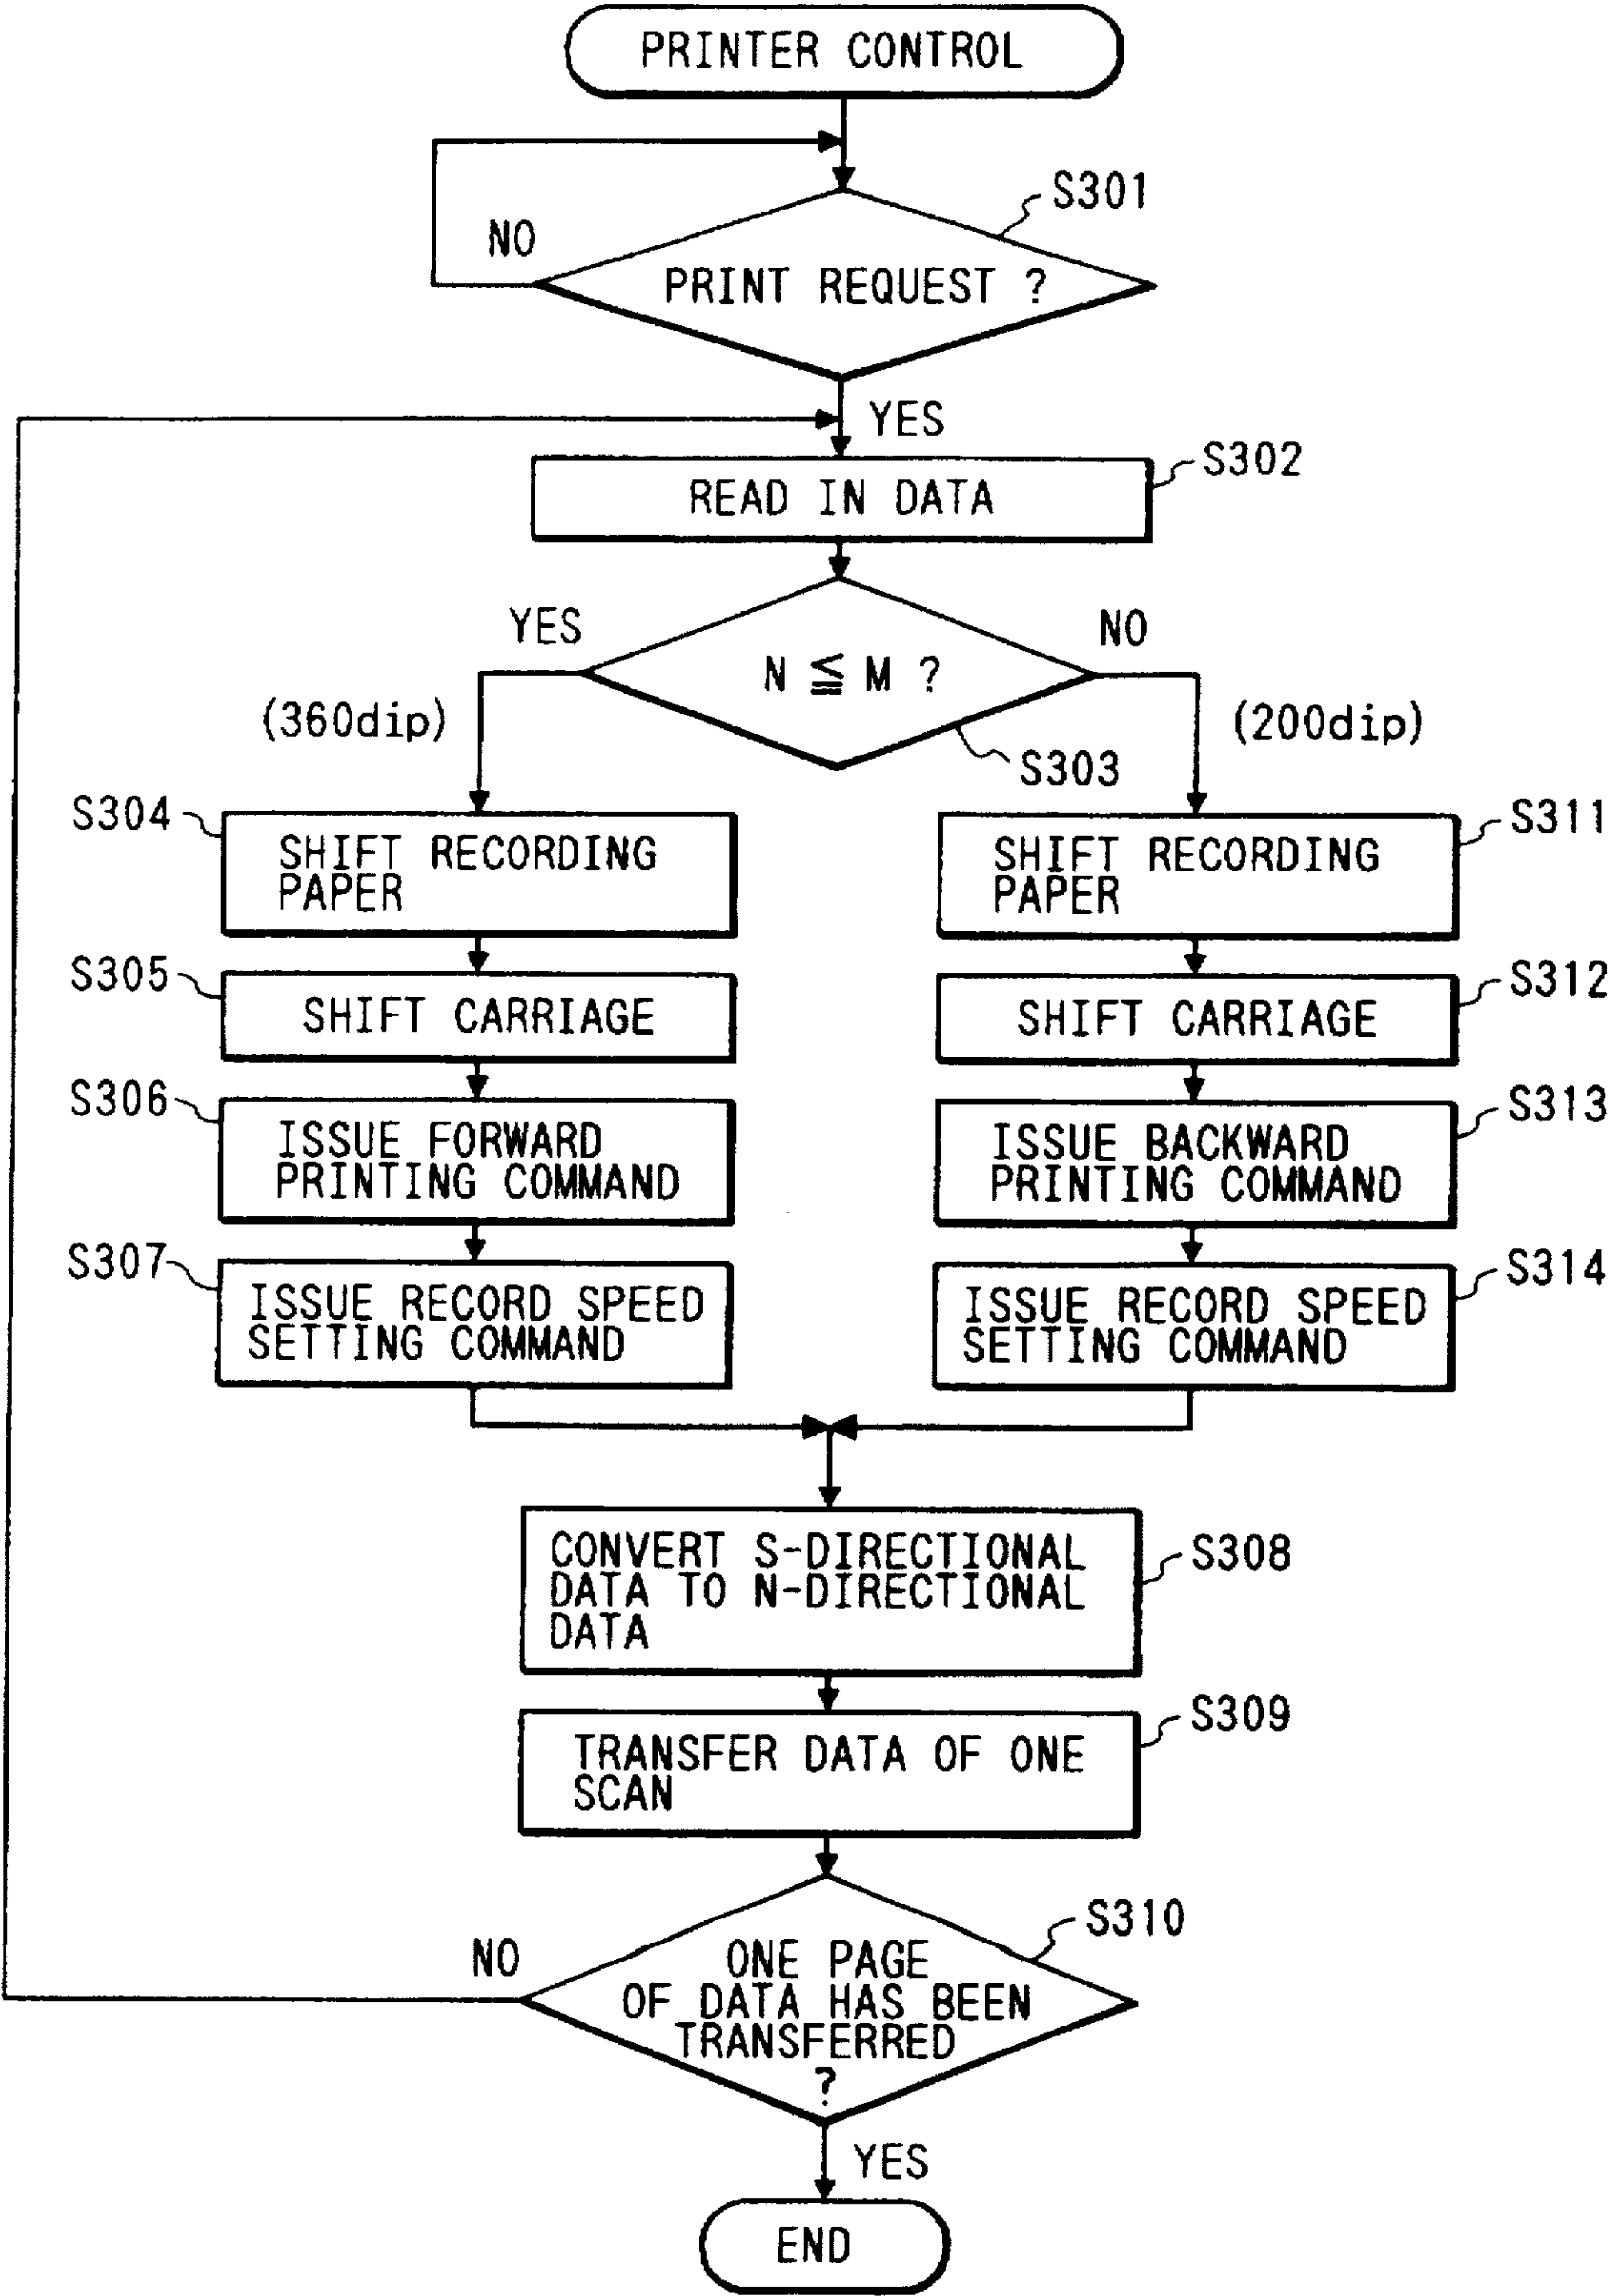 PRINTER CONTROL
S301
NO
PRINT REQUEST ?
YES
S302
READ IN DATA
YES
NO
N ≦ M ?
(360dip)
(200dip)
S303
S304
SHIFT RECORDING
PAPER
S311
SHIFT RECORDING
PAPER
S305
SHIFT CARRIAGE
S312
SHIFT CARRIAGE
S306
ISSUE FORWARD
PRINTING COMMAND
S313
ISSUE BACKWARD
PRINTING COMMAND
S307
ISSUE RECORD SPEED
SETTING COMMAND
S314
ISSUE RECORD SPEED
SETTING COMMAND
CONVERT S-DIRECTIONAL
DATA TO N-DIRECTIONAL
DATA
S308
S309
TRANSFER DATA OF ONE
SCAN
S310
NO
ONE PAGE
OF DATA HAS BEEN
TRANSFERRED
?
YES
END